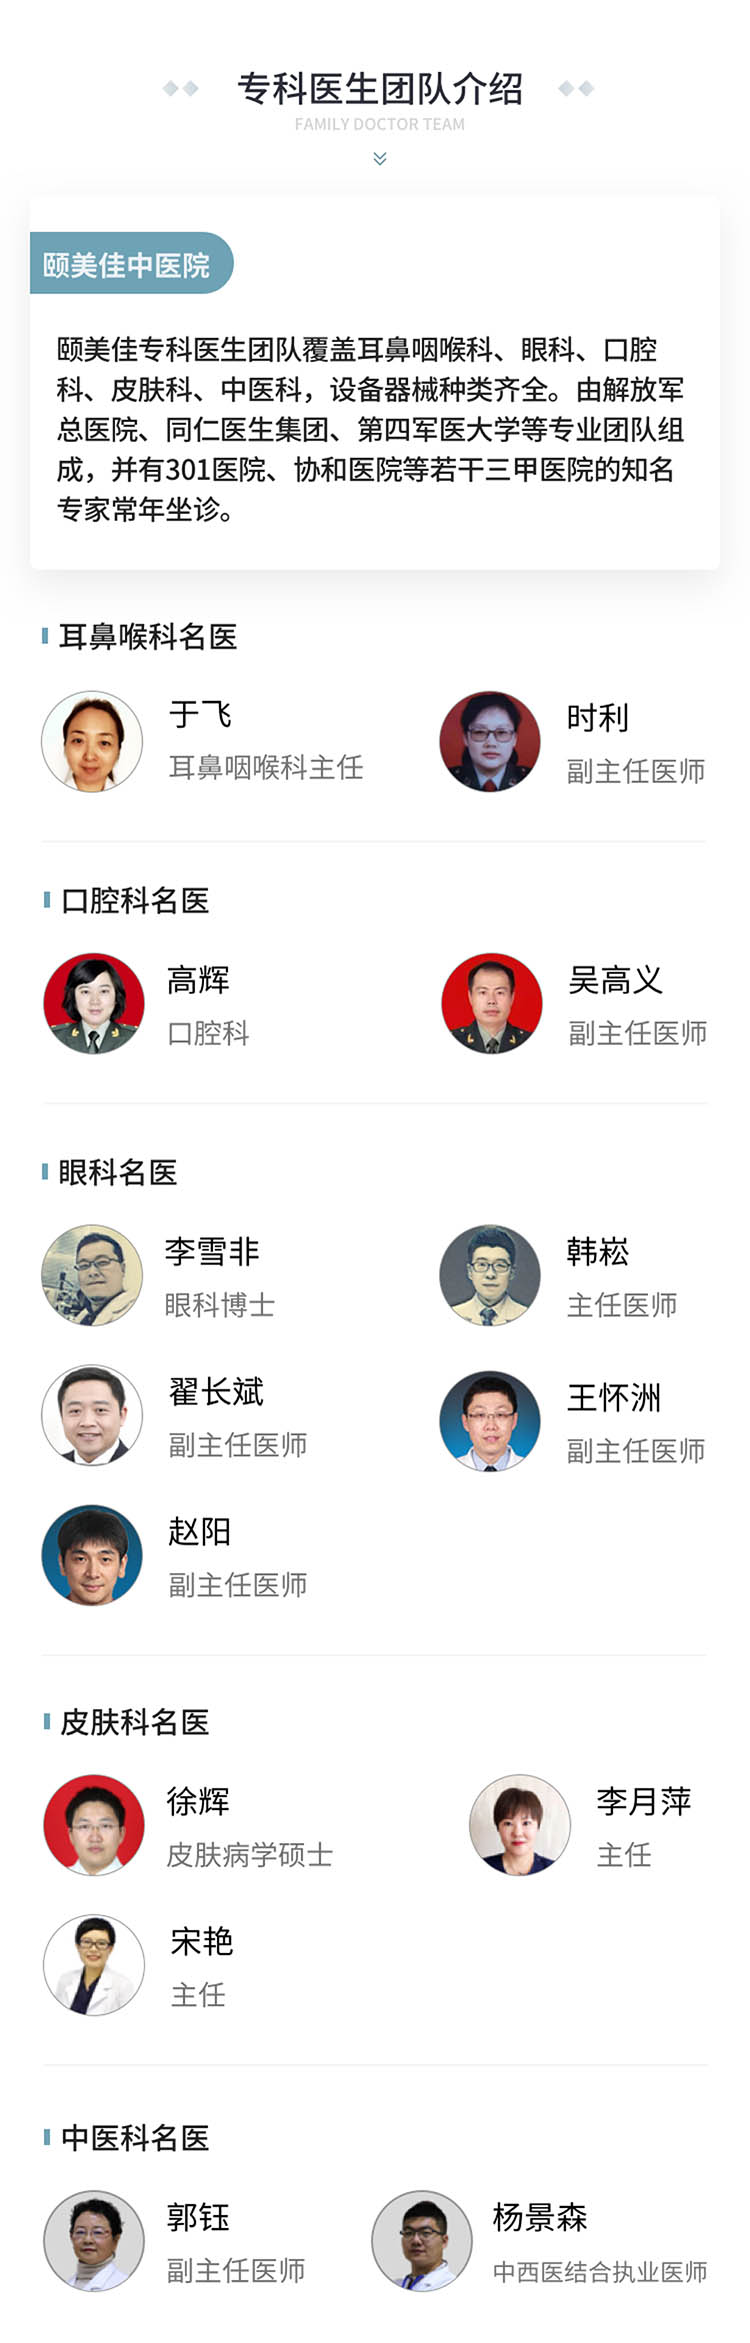 专科医生团队介绍
FAMILY DOCTOR TEAM
颐美佳中医院
颐美佳专科医生团队覆盖耳鼻咽喉科、眼科、口腔
科、皮肤科、中医科，设备器械种类齐全。由解放军
总医院、同仁医生集团、第四军医大学等专业团队组
成，并有301医院、协和医院等若干三甲医院的知名
专家常年坐诊。
耳鼻喉科名医
于飞
耳鼻咽喉科主任
时利
副主任医师
口腔科名医
高辉
口腔科
吴高义
副主任医师
眼科名医
李雪非
眼科博士
韩崧
主任医师
翟长斌
副主任医师
王怀洲
副主任医师
赵阳
副主任医师
皮肤科名医
徐辉
皮肤病学硕士
李月萍
主任
宋艳
主任
中医科名医
郭钰
副主任医师
杨景森
中西医结合执业医师